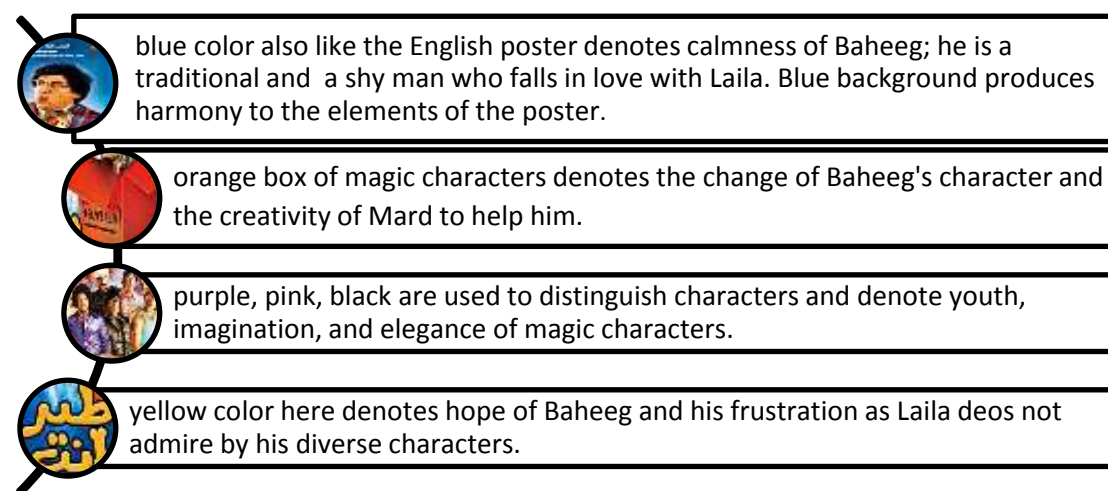 blue color also like the English poster denotes calmness of Baheeg; he is a
traditional and a shy man who falls in love with Laila. Blue background produces
harmony to the elements of the poster.
orange box of magic characters denotes the change of Baheeg's character and
the creativity of Mard to help him.
purple, pink, black are used to distinguish characters and denote youth,
imagination, and elegance of magic characters.
طير
انت
yellow color here denotes hope of Baheeg and his frustration as Laila deos not
admire by his diverse characters.